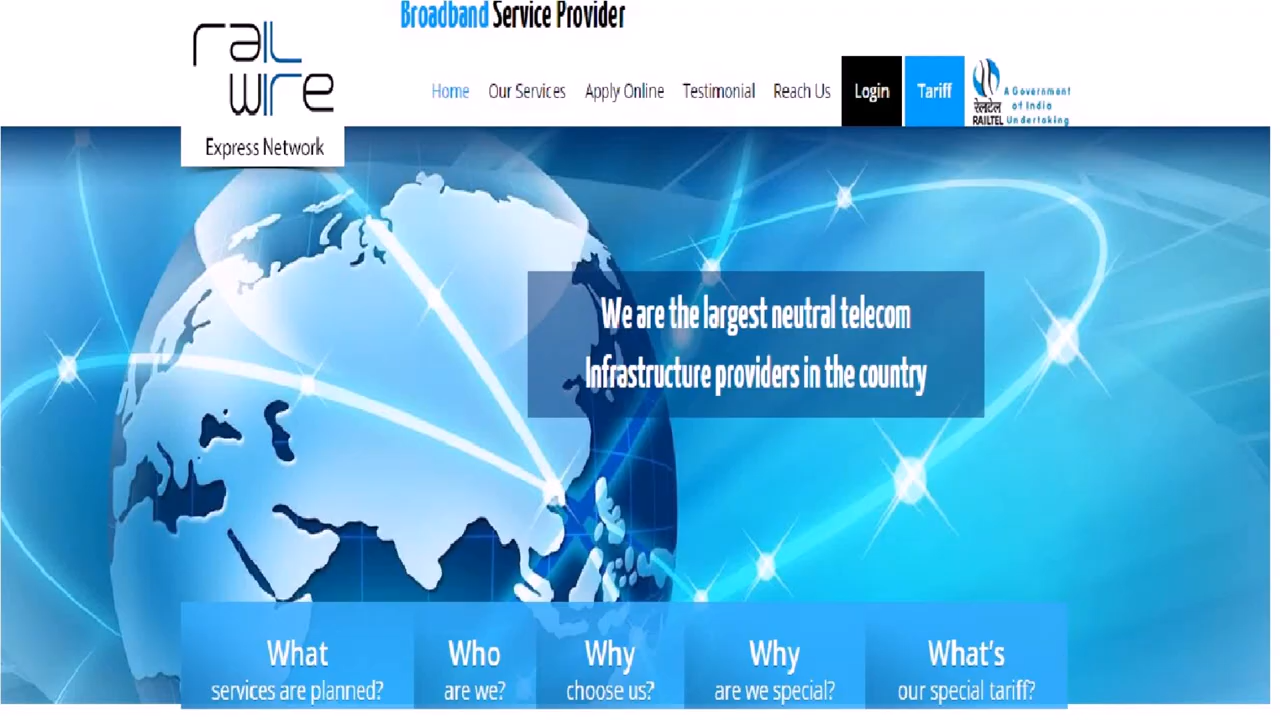 Broadband Service Provider
rail
wire
Express Network
Home Our Services Apply Online Testimonial Reach Us Login Tariff
रेलटेल
RAILTEL
A Government
of India
Undertaking
We are the largest neutral telecom
Infrastructure providers in the country
What
services are planned?
Who
are we?
Why
choose us?
Why
are we special?
What's
our special tariff?